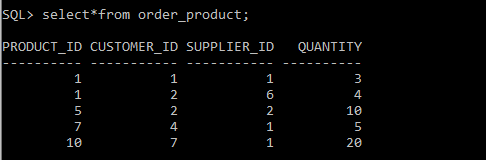 SQL> select*from order_product;
PRODUCT_ID CUSTOMER_ID SUPPLIER_ID   QUANTITY
---------- ----------- ----------- ----------
         1           1           1          3
         1           2           6          4
         5           2           2         10
         7           4           1          5
        10           7           1         20